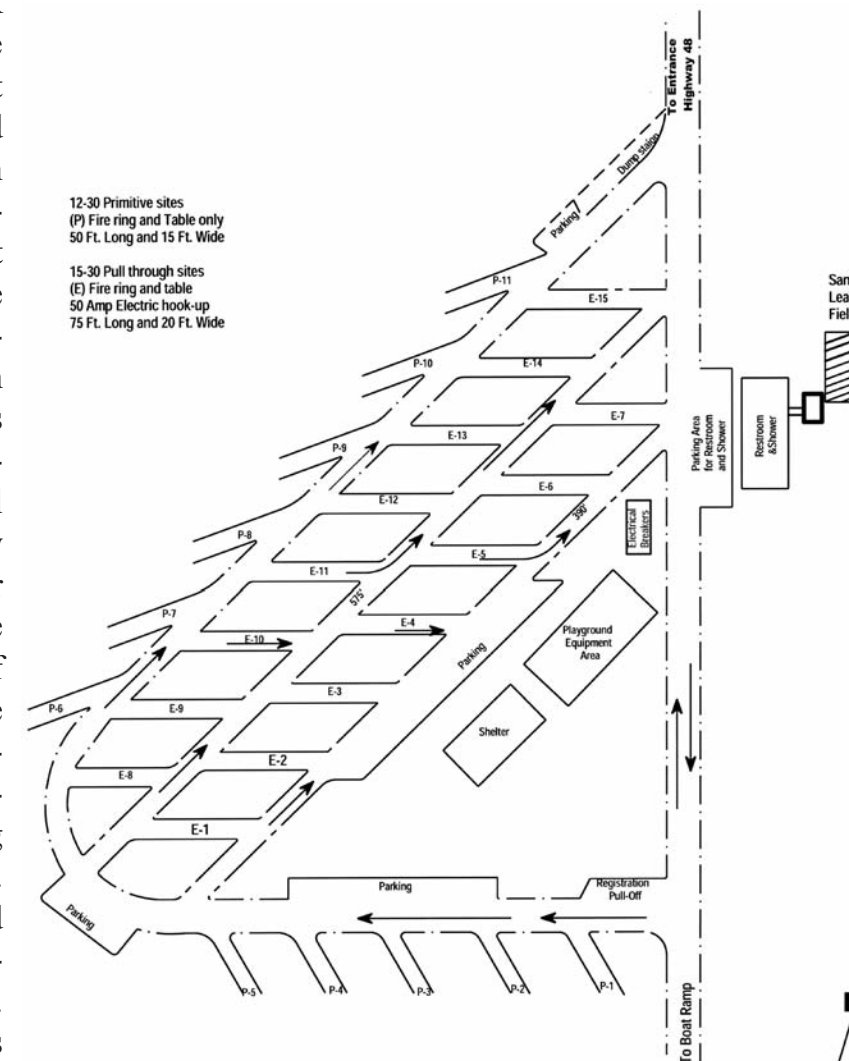 To Entrance
Highway 48
Dump staion
Parking
12-30 Primitive sites
(P) Fire ring and Table only
50 Ft. Long and 15 Ft. Wide
15-30 Pull through sites
(E) Fire ring and table
50 Amp Electric hook-up
75 Ft. Long and 20 Ft. Wide
P-11
E-15
P-10
E-14
E-7
P-9
E-13
Parking Area
for Restroom
and Shower
Restroom
&Shower
E-12
E-6
390'
P-8
Electrical
Breakers
E-11
E-5
575'
P-7
E-10
E-4
Playground
Equipment
Area
Parking
E-3
P-6
E-9
Shelter
E-8
E-2
E-1
Parking
Parking
Registration
Pull-Off
P-5
P-4
P-3
P-2
P-1
To Boat Ramp